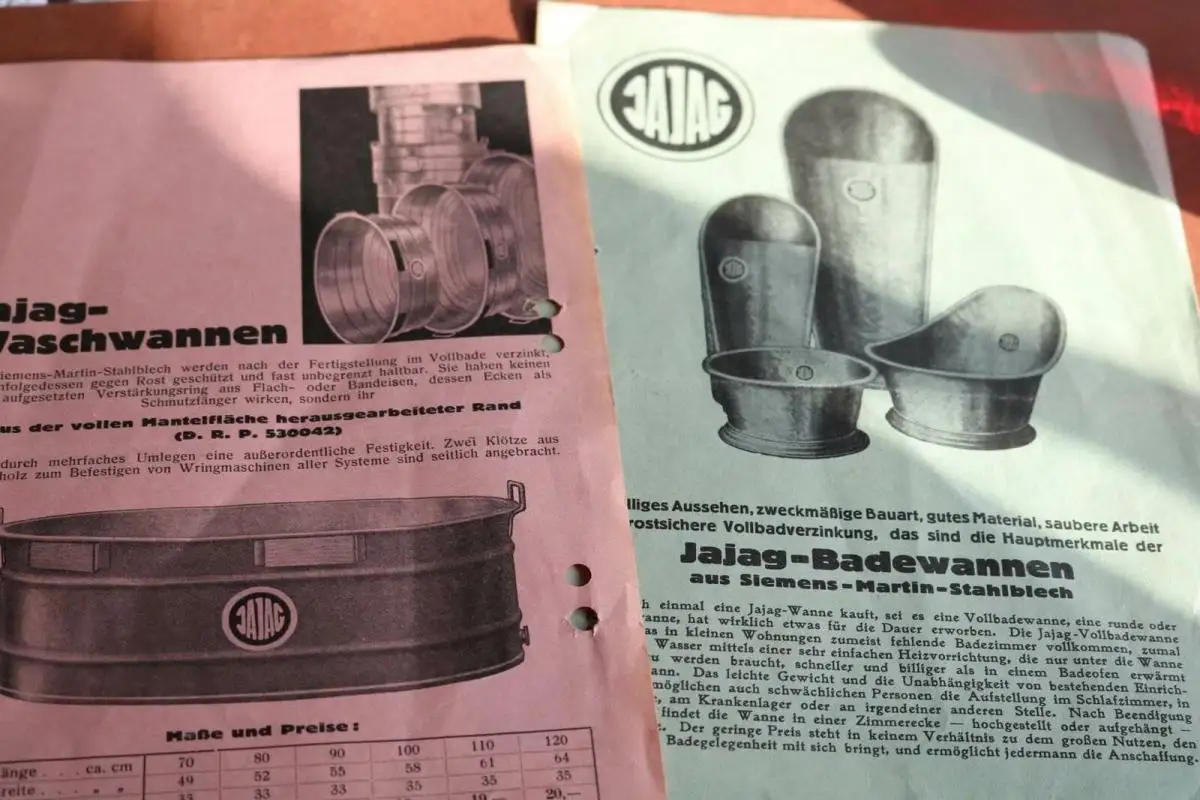 Jajag-
Waschwannen
Siemens-Martin-Stahlblech werden nach der Fertigstellung im Vollbade verzinkt,
nfolgedessen gegen Rost geschützt und fast unbegrenzt haltbar. Sie haben keinen
aufgesetzten Verstärkungsring aus Flach- oder Bandeisen, dessen Ecken als
Schmutzfänger wirken, sondern ihr
us der vollen Mantelfläche herausgearbeiteter Rand
(D. R. P. 530042)
durch mehrfaches Umlegen eine außerordentliche Festigkeit. Zwei Klötze aus
holz zum Befestigen von Wringmaschinen aller Systeme sind seitlich angebracht.
JAJAG
Maße und Preise:
änge . . . ca. cm 70 80 90 100 110 120
reite . . . „ „ 49 52 55 58 61 64
33 33 33 35 35 35
19,— 20,—
JAJAG
JAJAG
lliges Aussehen, zweckmäßige Bauart, gutes Material, saubere Arbeit
rostsichere Vollbadverzinkung, das sind die Hauptmerkmale der
Jajag-Badewannen
aus Siemens-Martin-Stahlblech
h einmal eine Jajag-Wanne kauft, sei es eine Vollbadewanne, eine runde oder
anne, hat wirklich etwas für die Dauer erworben. Die Jajag-Vollbadewanne
as in kleinen Wohnungen zumeist fehlende Badezimmer vollkommen, zumal
Wasser mittels einer sehr einfachen Heizvorrichtung, die nur unter die Wanne
u werden braucht, schneller und billiger als in einem Badeofen erwärmt
ann. Das leichte Gewicht und die Unabhängigkeit von bestehenden Einrich-
möglichen auch schwächlichen Personen die Aufstellung im Schlafzimmer, in
, am Krankenlager oder an irgendeiner anderen Stelle. Nach Beendigung
findet die Wanne in einer Zimmerecke — hochgestellt oder aufgehängt —
. Der geringe Preis steht in keinem Verhältnis zu dem großen Nutzen, den
Badegelegenheit mit sich bringt, und ermöglicht jedermann die Anschaffung.